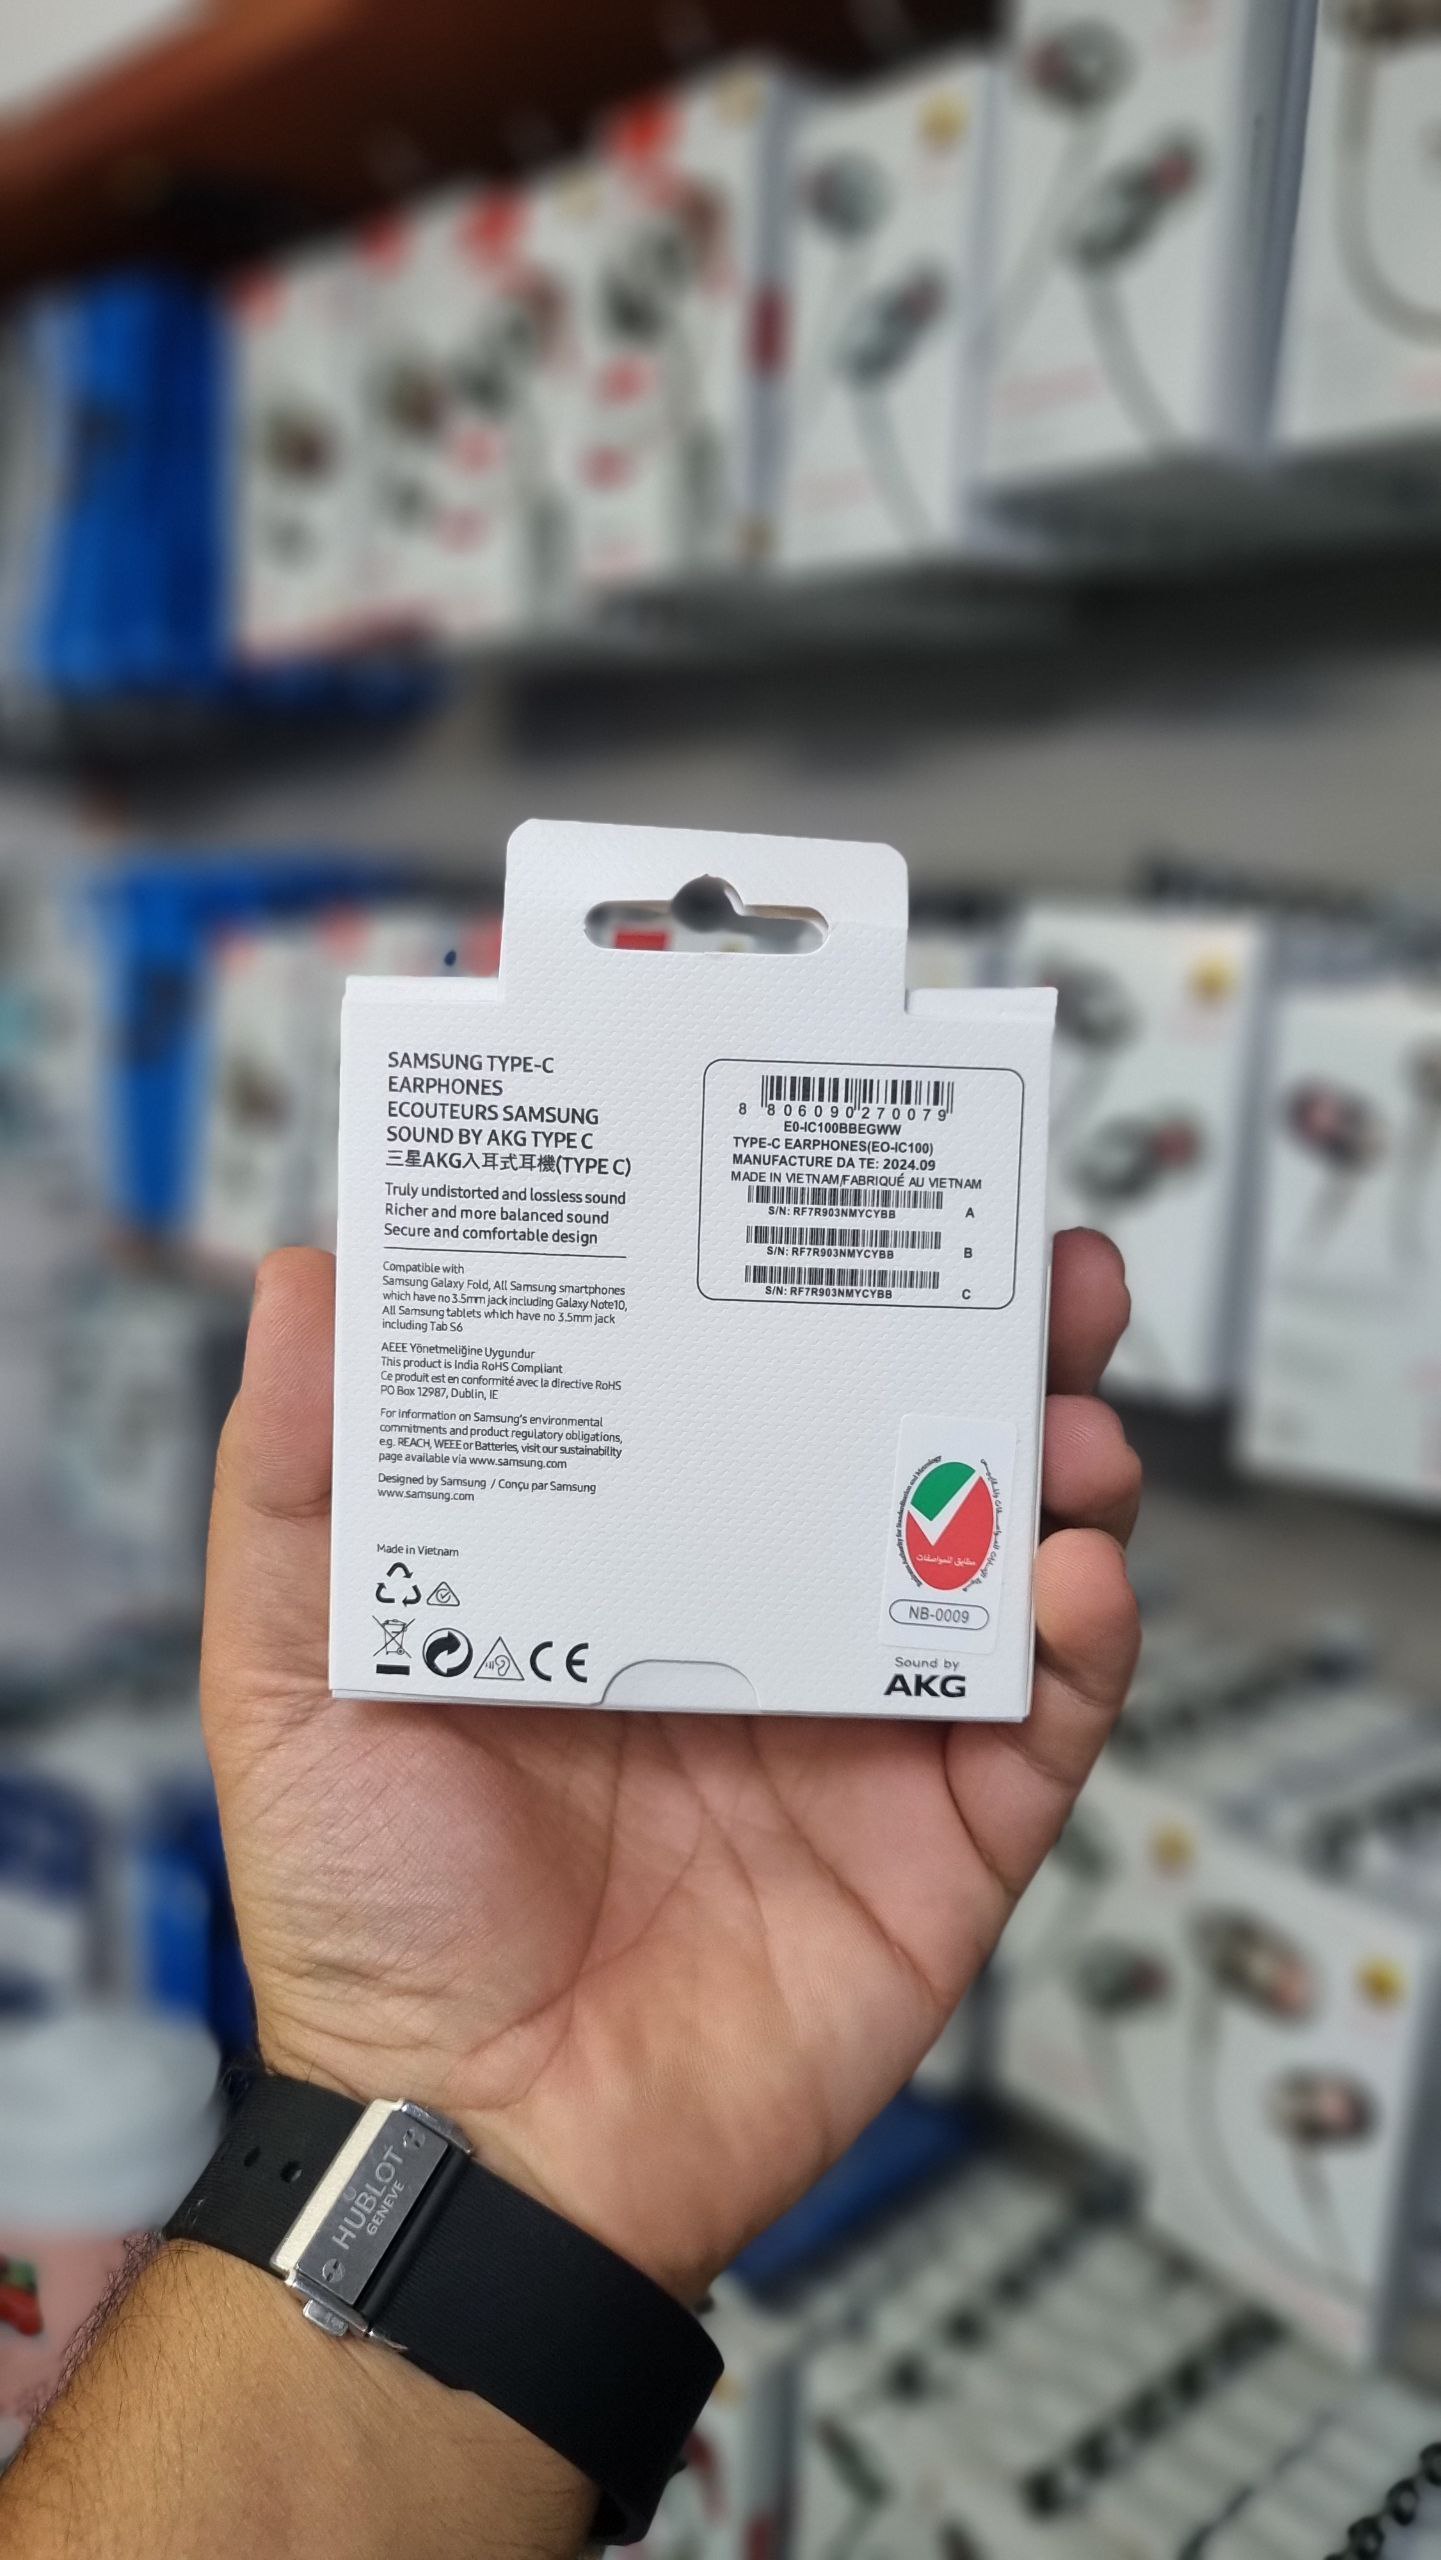 SAMSUNG TYPE-C
EARPHONES
ECOUTEURS SAMSUNG
SOUND BY AKG TYPE C
三星AKG入耳式耳機(TYPE C)
Truly undistorted and lossless sound
Richer and more balanced sound
Secure and comfortable design
Compatible with
Samsung Galaxy Fold, All Samsung smartphones
which have no 3.5mm jack including Galaxy Note10,
All Samsung tablets which have no 3.5mm jack
including Tab S6
AEEE Yönetmeliğine Uygundur
This product is India RoHS Compliant
Ce produit est en conformité avec la directive RoHS
PO Box 12987, Dublin, IE
For information on Samsung's environmental
commitments and product regulatory obligations,
e.g. REACH, WEEE or Batteries, visit our sustainability
page available via www.samsung.com
Designed by Samsung / Conçu par Samsung
www.samsung.com
Made in Vietnam
CE
8 806090 270079
E0-IC100BBEGWW
TYPE-C EARPHONES(EO-IC100)
MANUFACTURE DA TE: 2024.09
MADE IN VIETNAM/FABRIQUÉ AU VIETNAM
S/N: RF7R903NMYCYBB A
S/N: RF7R903NMYCYBB B
S/N: RF7R903NMYCYBB C
Authority for Standardization and Metrology
مطابق للمواصفات
NB-0009
Sound by
AKG
HUBLOT
GENEVE